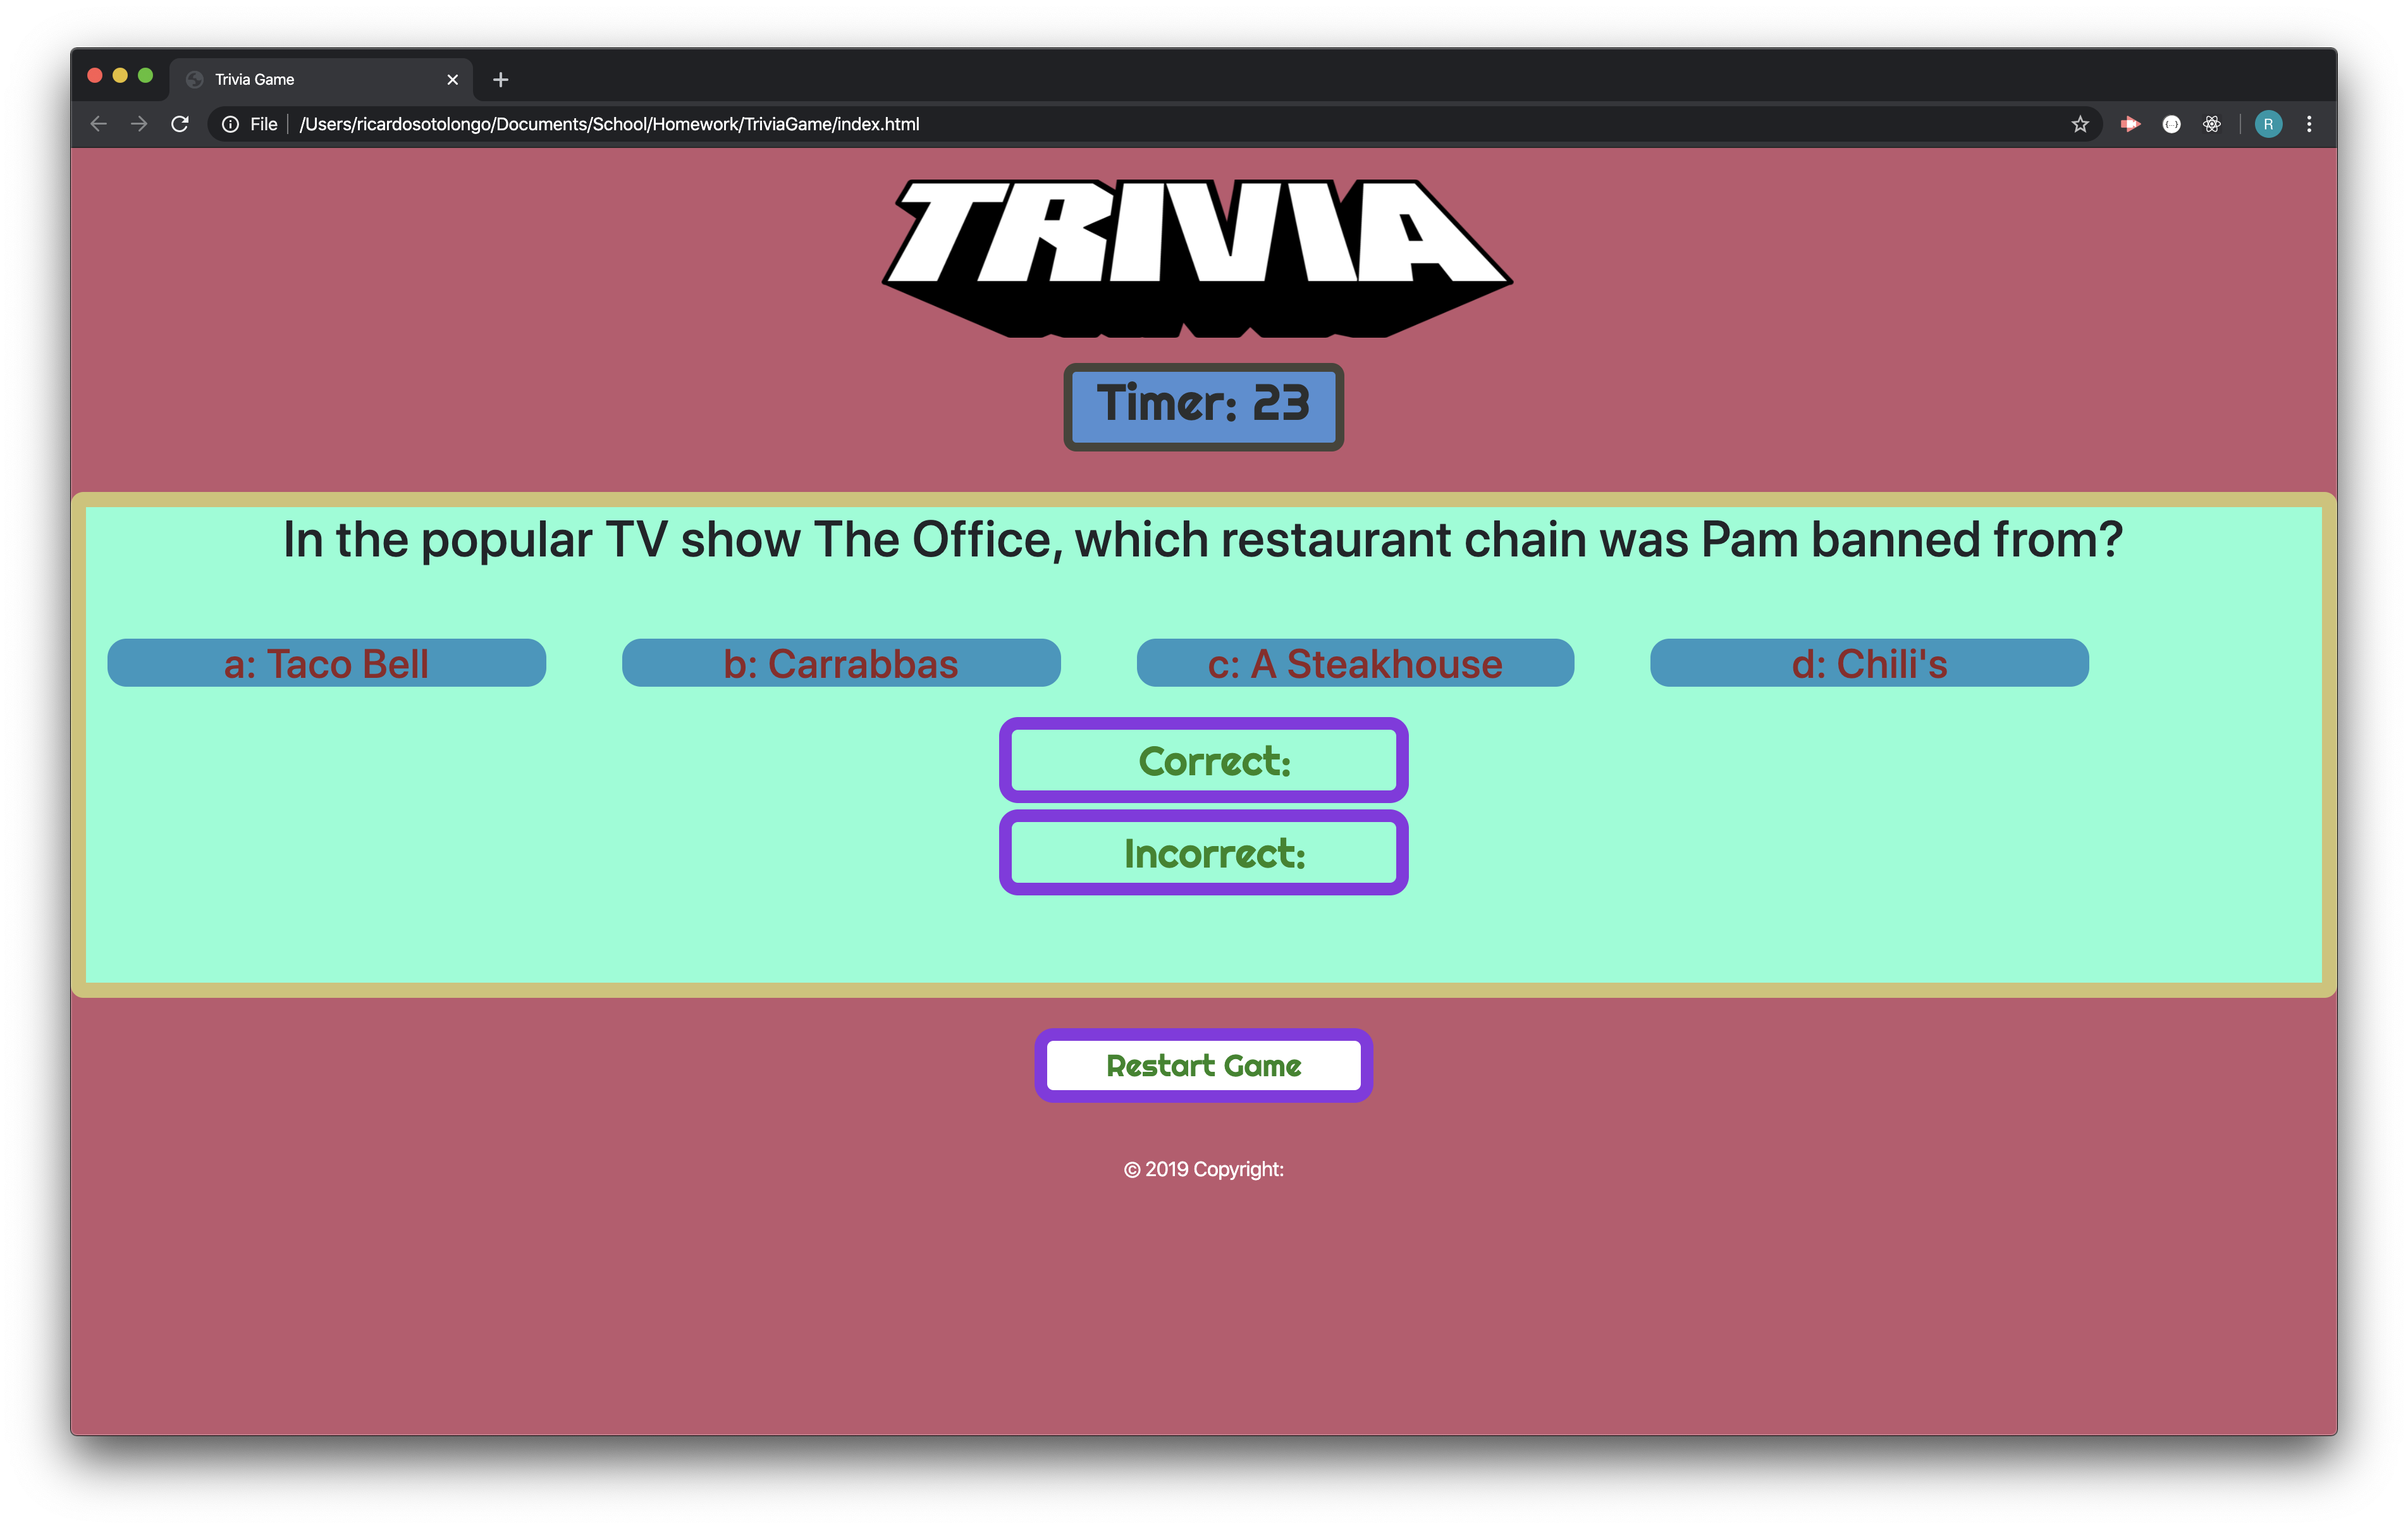 Trivia Game
File /Users/ricardosotolongo/Documents/School/Homework/TriviaGame/index.html
R
TRIVIA
Timer: 23
In the popular TV show The Office, which restaurant chain was Pam banned from?
a: Taco Bell
b: Carrabbas
c: A Steakhouse
d: Chili's
Correct:
Incorrect:
Restart Game
© 2019 Copyright: